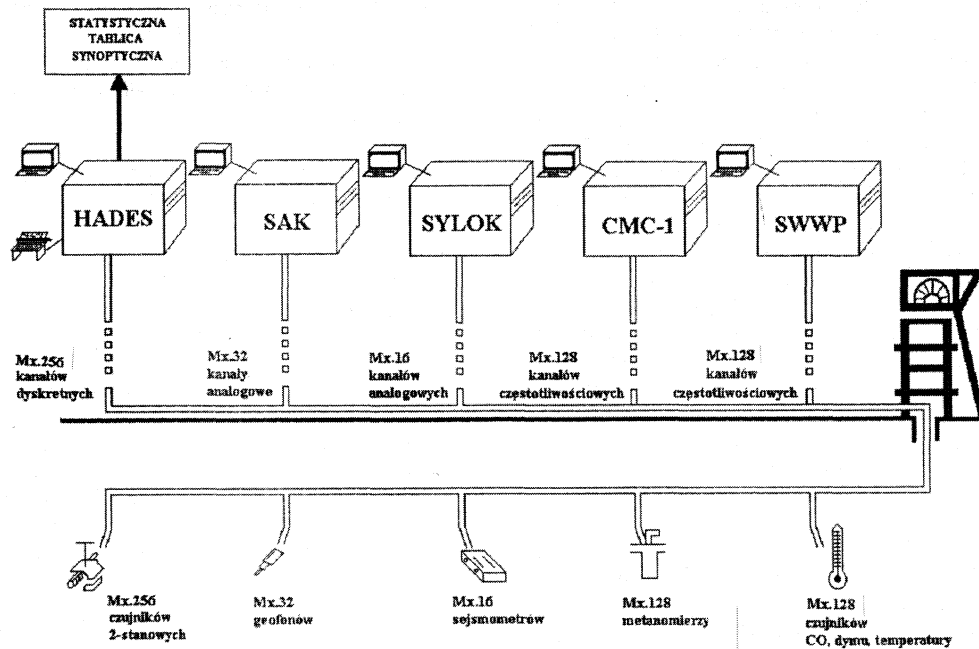 STATYSTYCZNA
TABLICA
SYNOPTYCZNA
HADES
SAK
SYLOK
CMC-1
SWWP
Mx.256
kanałów
dyskretnych
Mx.32
kanały
analogowe
Mx.16
kanałów
analogowych
Mx.128
kanałów
częstotliwościowych
Mx.128
kanałów
częstotliwościowych
Mx.256
czujników
2-stanowych
Mx.32
geofonów
Mx.16
sejsmometrów
Mx.128
metanomierzy
Mx.128
czujników
CO, dymu, temperatury